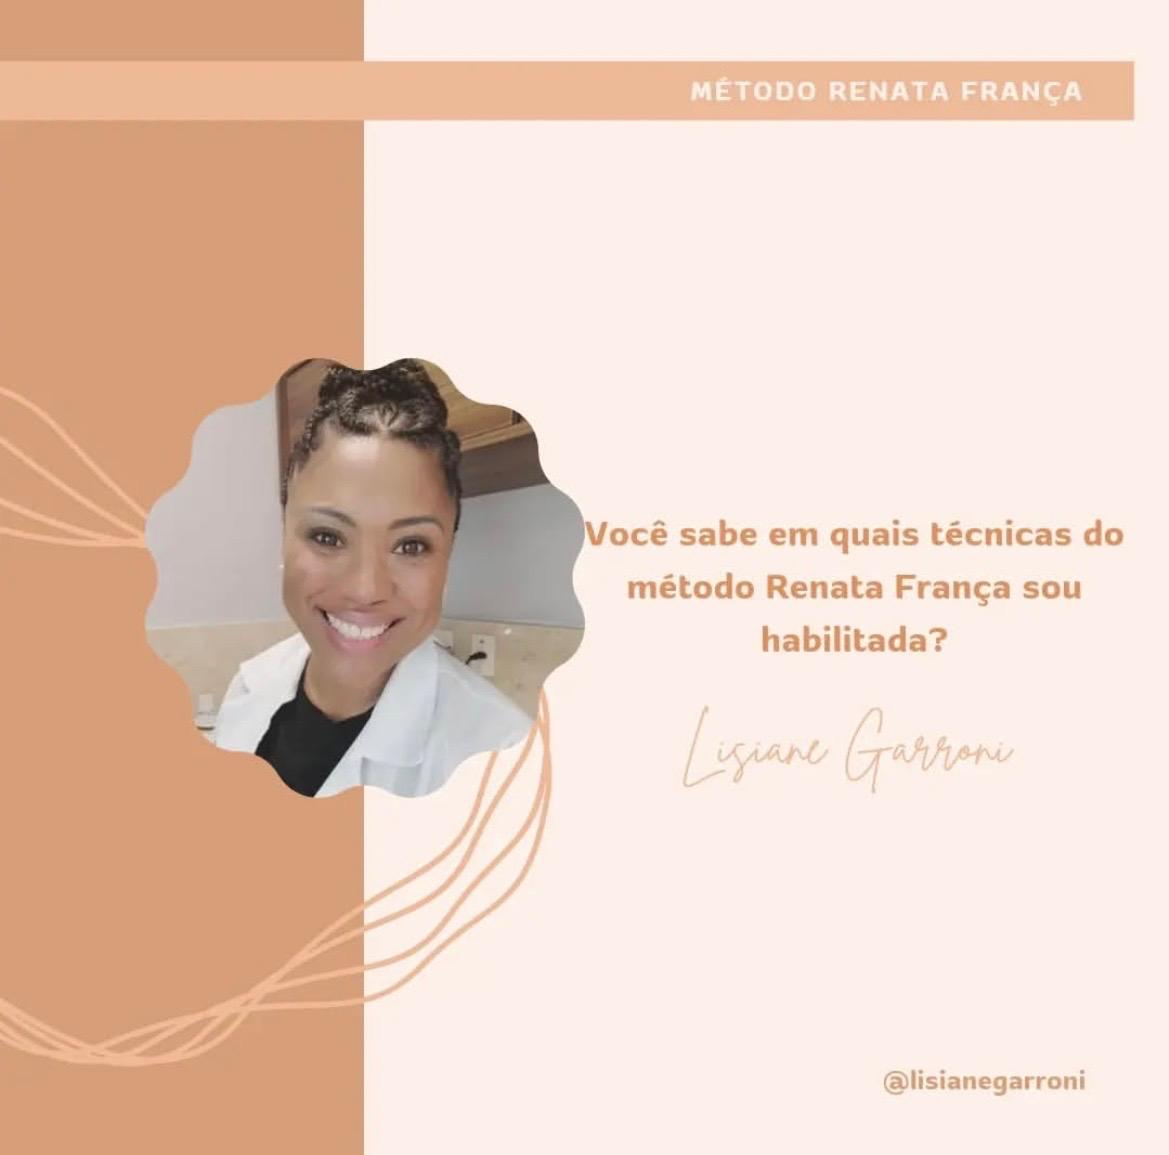 MÉTODO RENATA FRANÇA
Você sabe em quais técnicas do
método Renata França sou
habilitada?
Lisiane Garroni
@lisianegarroni